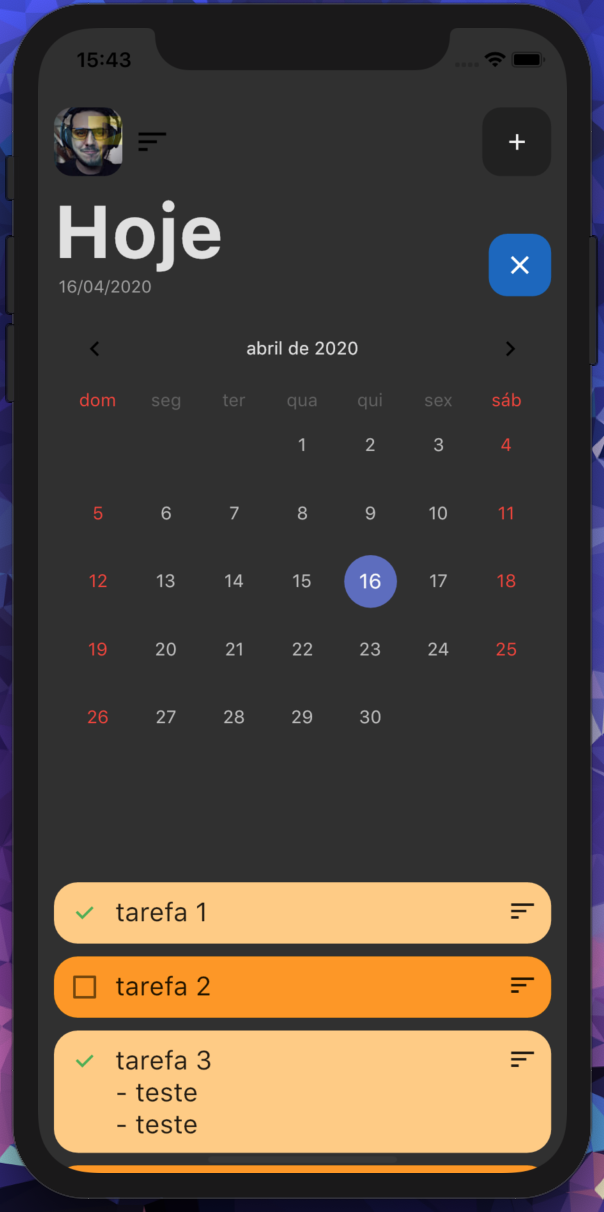 15:43
Hoje
16/04/2020
abril de 2020
dom seg ter qua qui sex sáb
1 2 3 4
5 6 7 8 9 10 11
12 13 14 15 16 17 18
19 20 21 22 23 24 25
26 27 28 29 30
tarefa 1
tarefa 2
tarefa 3
- teste
- teste